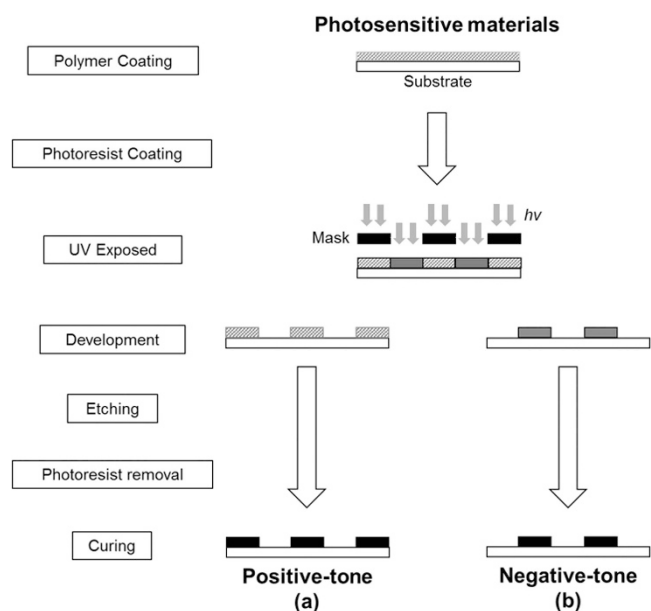 Photosensitive materials
Polymer Coating
Substrate
Photoresist Coating
hv
Mask
UV Exposed
Development
Etching
Photoresist removal
Curing
Positive-tone
Negative-tone
(a)
(b)